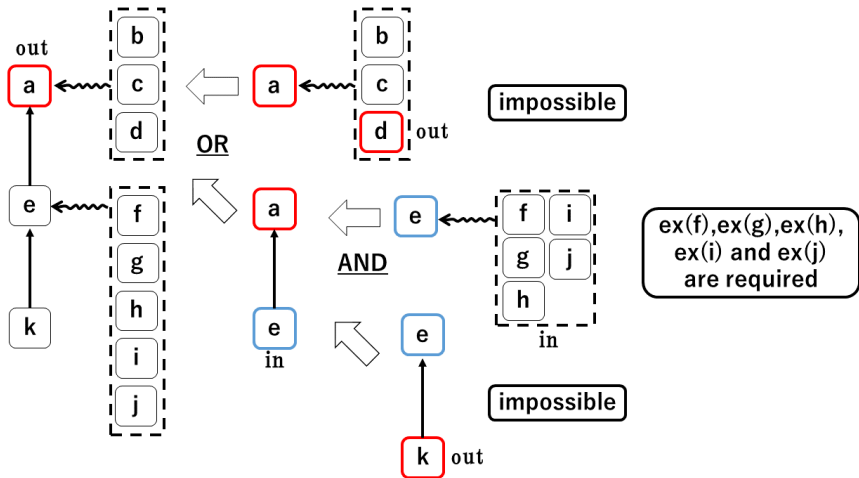 out
a
b
c
d
OR
a
b
c
d
out
impossible
e
k
f
g
h
i
j
a
AND
e
in
e
f i
g j
h
in
ex(f),ex(g),ex(h),
ex(i) and ex(j)
are required
e
k
out
impossible